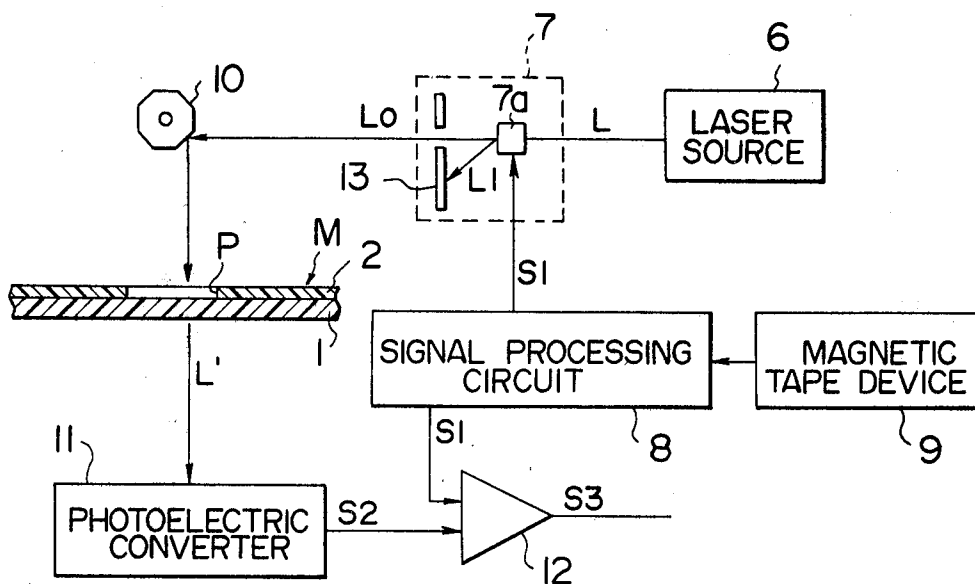 7
6
10
7a
L0
L
LASER
SOURCE
13
L1
P
M
2
S1
1
L'
SIGNAL PROCESSING
CIRCUIT
MAGNETIC
TAPE DEVICE
S1
8
9
11
PHOTOELECTRIC
CONVERTER
S2
S3
12